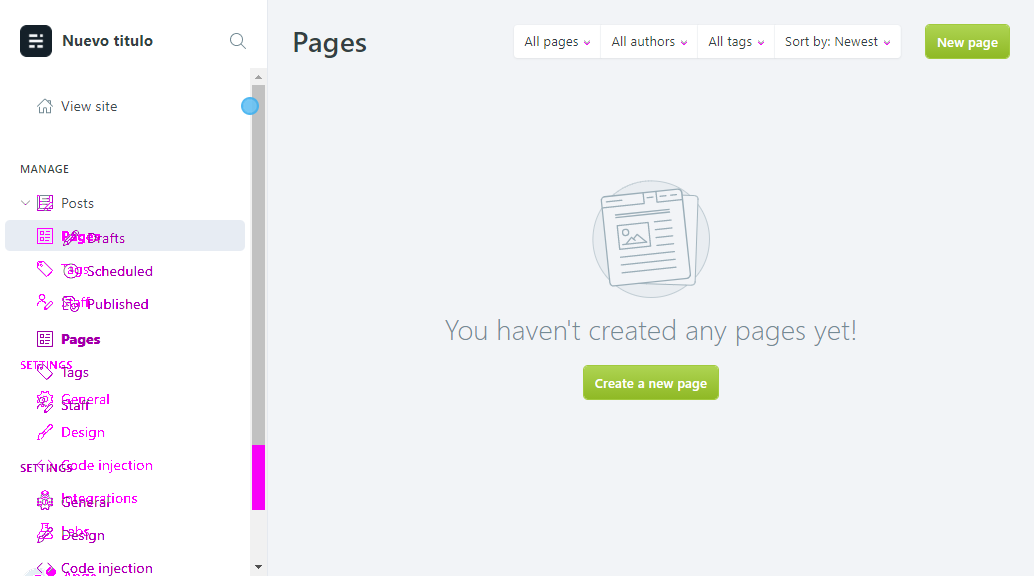 Nuevo titulo
View site
MANAGE
Posts
Pages
Drafts
Tags
Scheduled
Staff
Published
Pages
SETTINGS
Tags
General
Staff
Design
Code injection
SETTINGS
Integrations
General
Labs
Design
Code injection
Pages
All pages
All authors
All tags
Sort by: Newest
New page
You haven't created any pages yet!
Create a new page